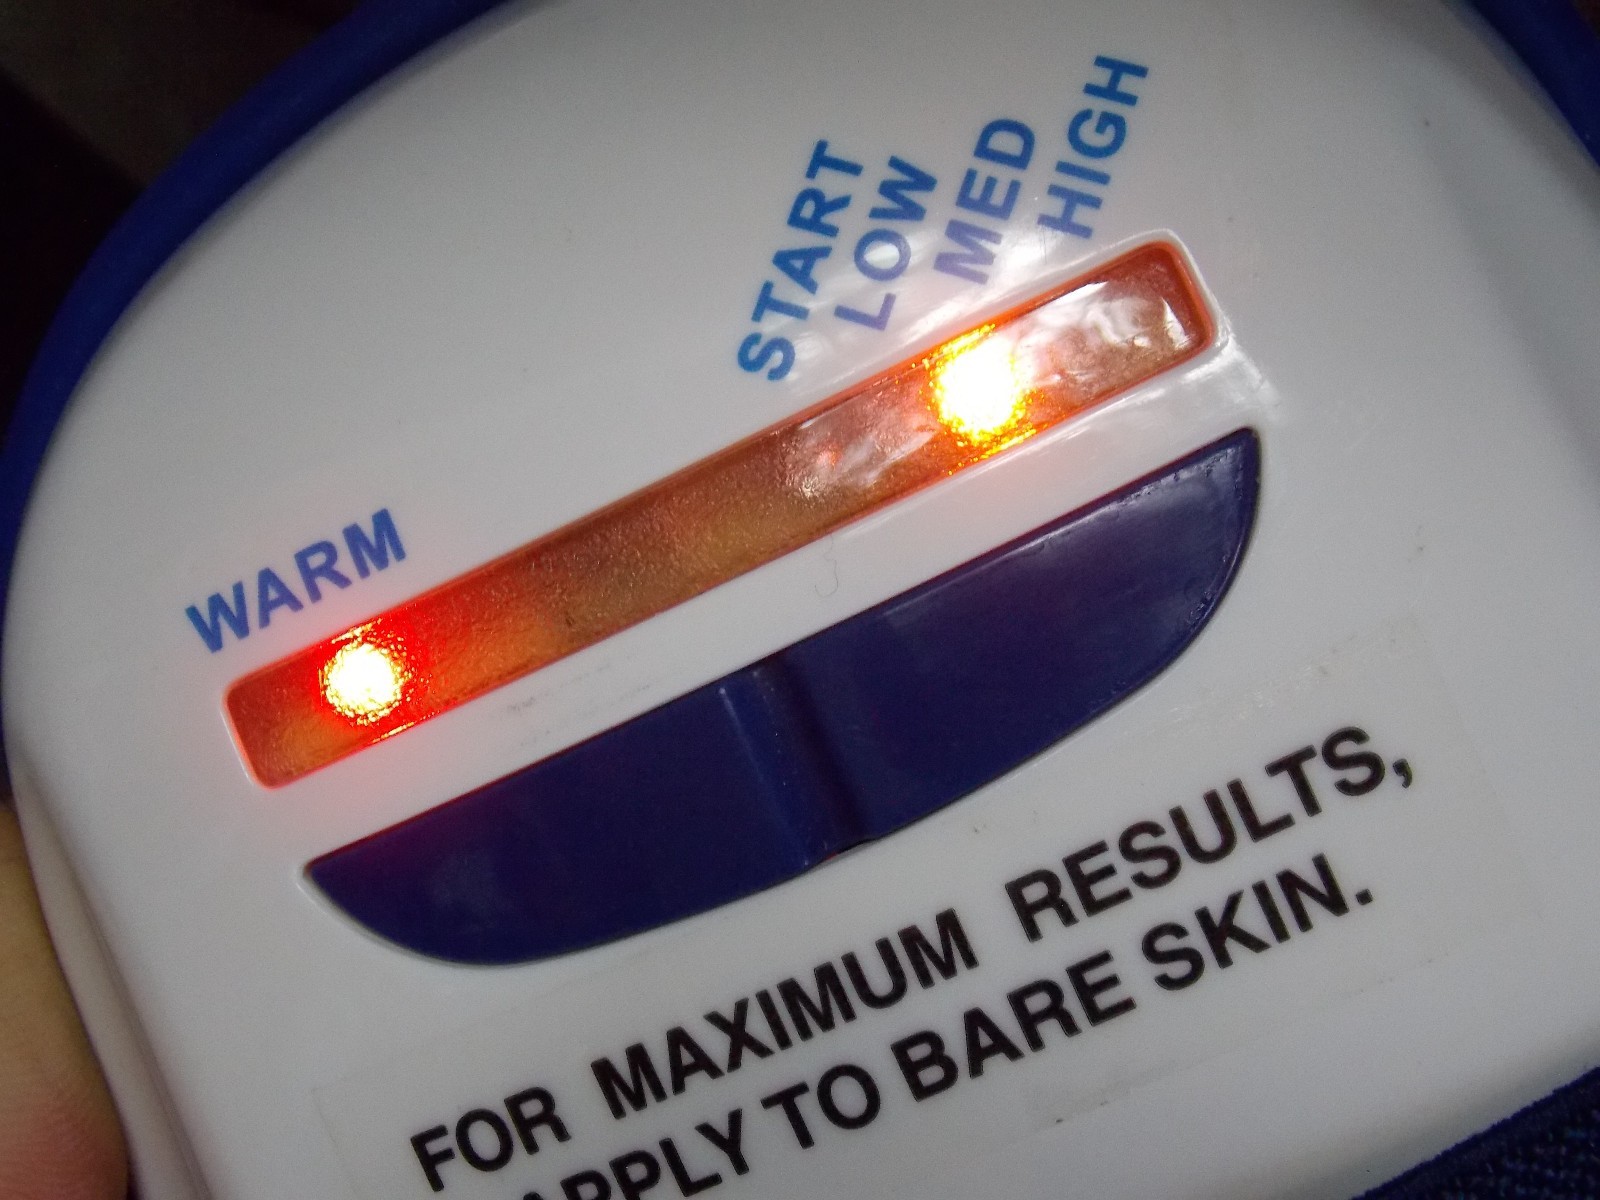 START
LOW
MED
HIGH
WARM
FOR MAXIMUM RESULTS,
APPLY TO BARE SKIN.